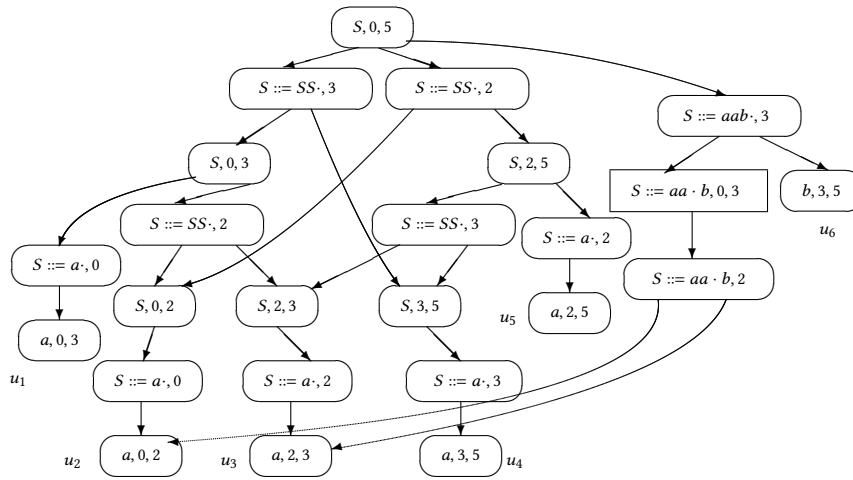 S, 0, 5
S ::= SS·, 3
S ::= SS·, 2
S ::= aab·, 3
S, 0, 3
S, 2, 5
S ::= aa · b, 0, 3
b, 3, 5
u6
S ::= SS·, 2
S ::= SS·, 3
S ::= a·, 2
S ::= a·, 0
S ::= aa · b, 2
S, 0, 2
S, 2, 3
S, 3, 5
u5
a, 2, 5
a, 0, 3
u1
S ::= a·, 0
S ::= a·, 2
S ::= a·, 3
u2
a, 0, 2
u3
a, 2, 3
a, 3, 5
u4